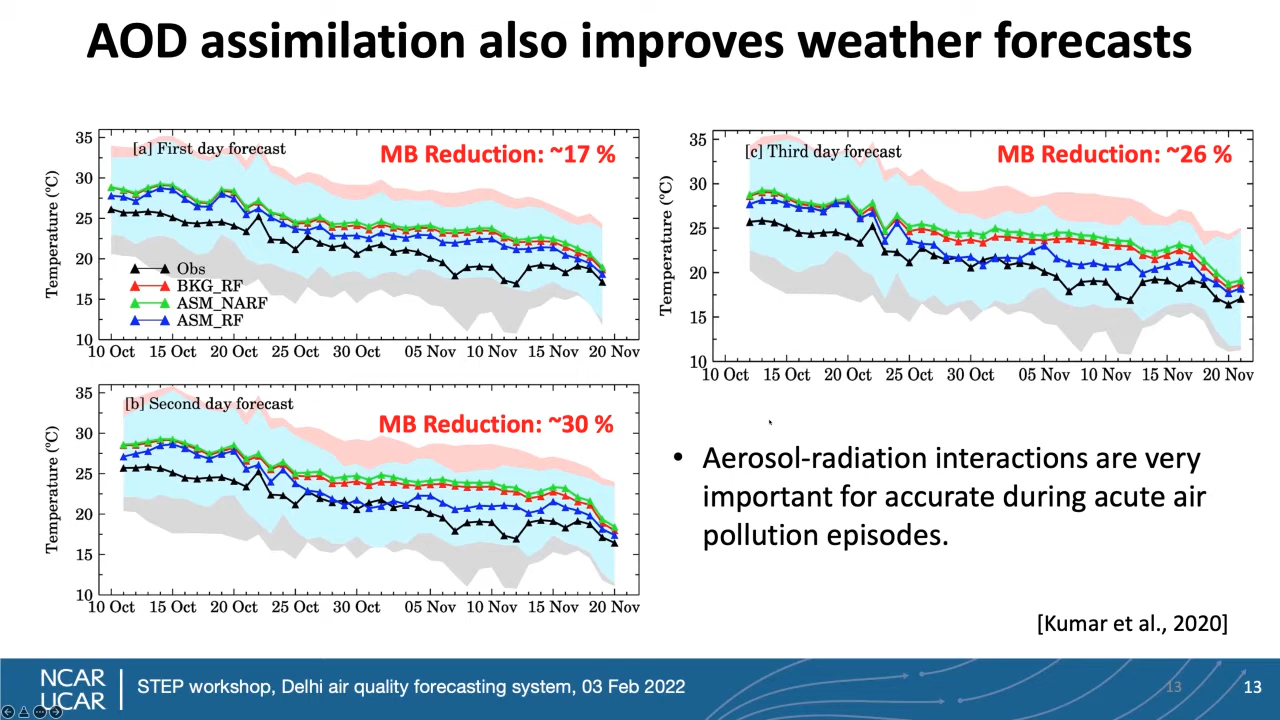 AOD assimilation also improves weather forecasts
35
30
25
20
15
10
Temperature (°C)
[a] First day forecast
MB Reduction: ~17 %
Obs
BKG_RF
ASM_NARF
ASM_RF
10 Oct 15 Oct 20 Oct 25 Oct 30 Oct 05 Nov 10 Nov 15 Nov 20 Nov
35
30
25
20
15
10
Temperature (°C)
[b] Second day forecast
MB Reduction: ~30 %
10 Oct 15 Oct 20 Oct 25 Oct 30 Oct 05 Nov 10 Nov 15 Nov 20 Nov
35
30
25
20
15
10
Temperature (°C)
[c] Third day forecast
MB Reduction: ~26 %
10 Oct 15 Oct 20 Oct 25 Oct 30 Oct 05 Nov 10 Nov 15 Nov 20 Nov
• Aerosol-radiation interactions are very
important for accurate during acute air
pollution episodes.
[Kumar et al., 2020]
NCAR
UCAR
STEP workshop, Delhi air quality forecasting system, 03 Feb 2022
13
13